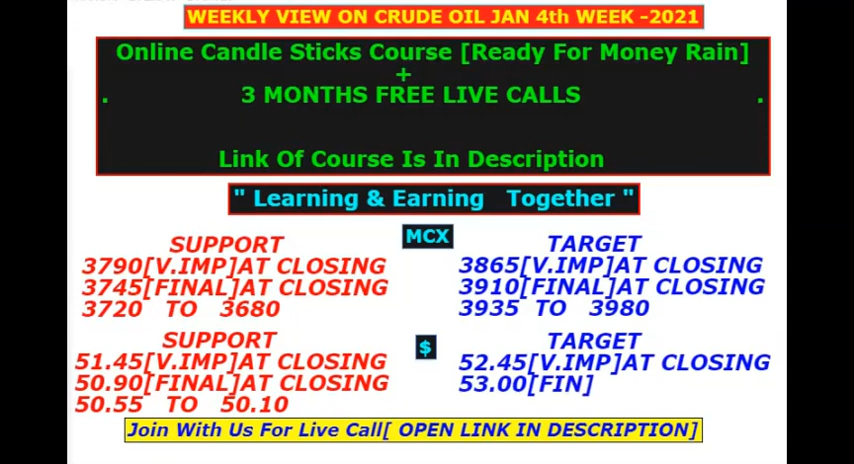 WEEKLY VIEW ON CRUDE OIL JAN 4th WEEK -2021
Online Candle Sticks Course [Ready For Money Rain]
+
. 3 MONTHS FREE LIVE CALLS .
Link Of Course Is In Description
" Learning & Earning Together "
MCX
SUPPORT
3790[V.IMP]AT CLOSING
3745[FINAL]AT CLOSING
3720 TO 3680
TARGET
3865[V.IMP]AT CLOSING
3910[FINAL]AT CLOSING
3935 TO 3980
$
SUPPORT
51.45[V.IMP]AT CLOSING
50.90[FINAL]AT CLOSING
50.55 TO 50.10
TARGET
52.45[V.IMP]AT CLOSING
53.00[FIN]
Join With Us For Live Call[ OPEN LINK IN DESCRIPTION]